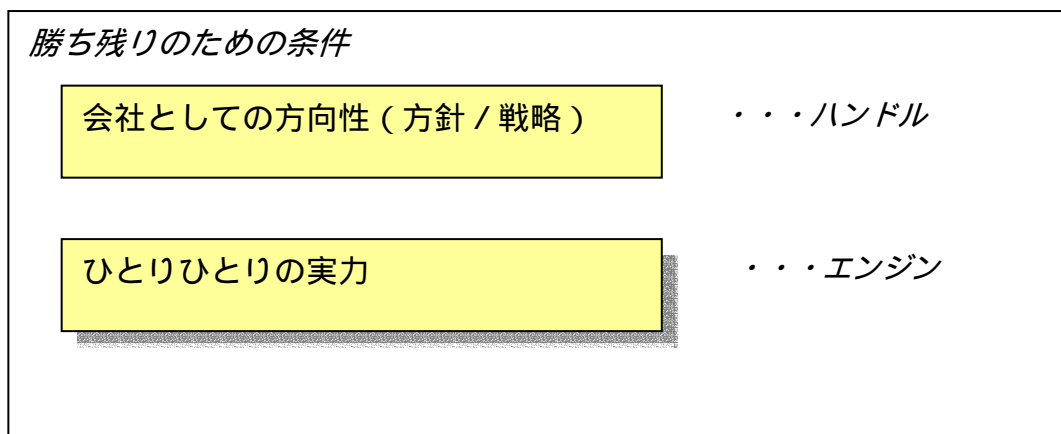 勝ち残りのための条件
会社としての方向性(方針/戦略) ・・・ハンドル
ひとりひとりの実力 ・・・エンジン